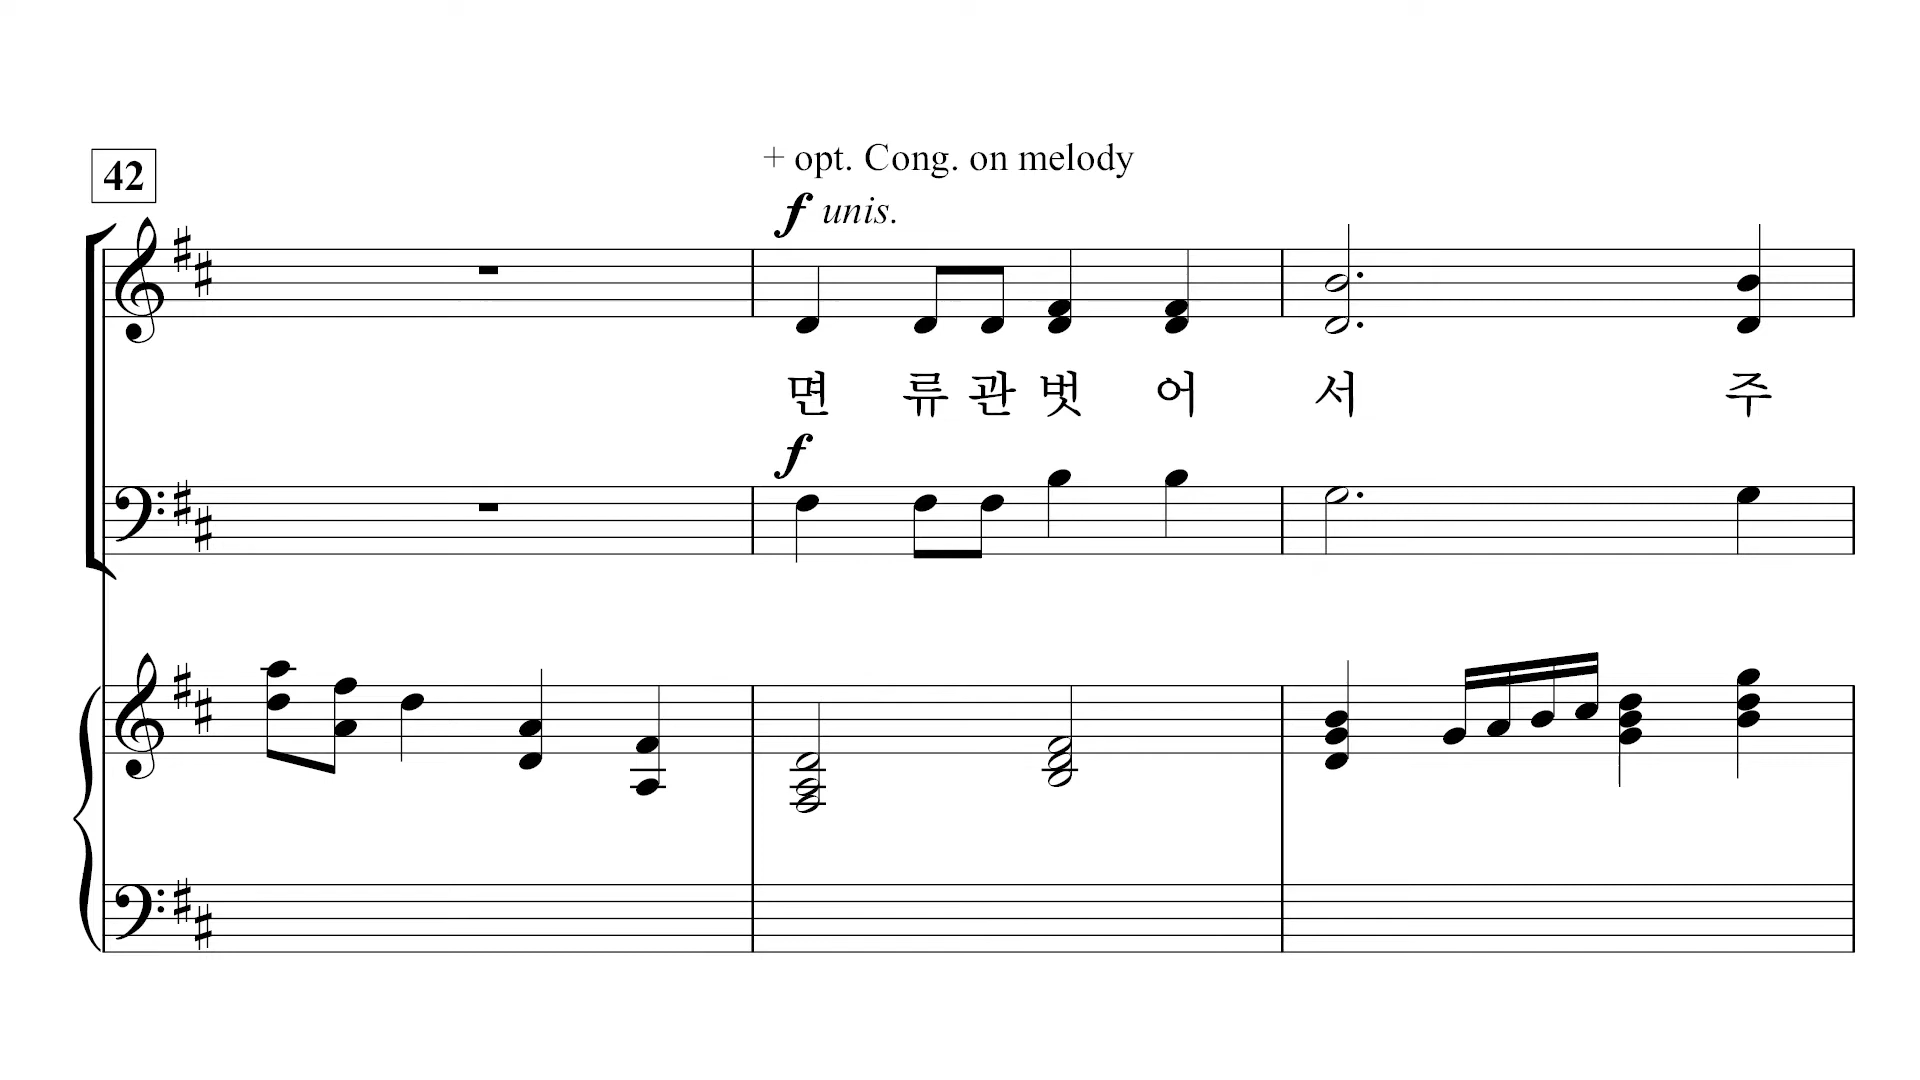 42
+ opt. Cong. on melody
f unis.
면 류 관 벗 어 서 주
f